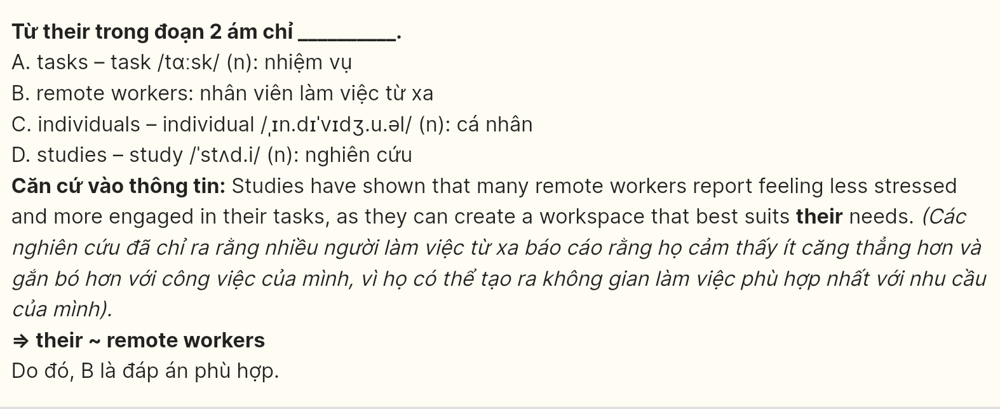 Từ their trong đoạn 2 ám chỉ __________.
A. tasks – task /tɑːsk/ (n): nhiệm vụ
B. remote workers: nhân viên làm việc từ xa
C. individuals – individual /ˌɪn.dɪˈvɪdʒ.u.əl/ (n): cá nhân
D. studies – study /ˈstʌd.i/ (n): nghiên cứu
Căn cứ vào thông tin: Studies have shown that many remote workers report feeling less stressed
and more engaged in their tasks, as they can create a workspace that best suits their needs. (Các
nghiên cứu đã chỉ ra rằng nhiều người làm việc từ xa báo cáo rằng họ cảm thấy ít căng thẳng hơn và
gắn bó hơn với công việc của mình, vì họ có thể tạo ra không gian làm việc phù hợp nhất với nhu cầu
của mình).
⇒ their ~ remote workers
Do đó, B là đáp án phù hợp.